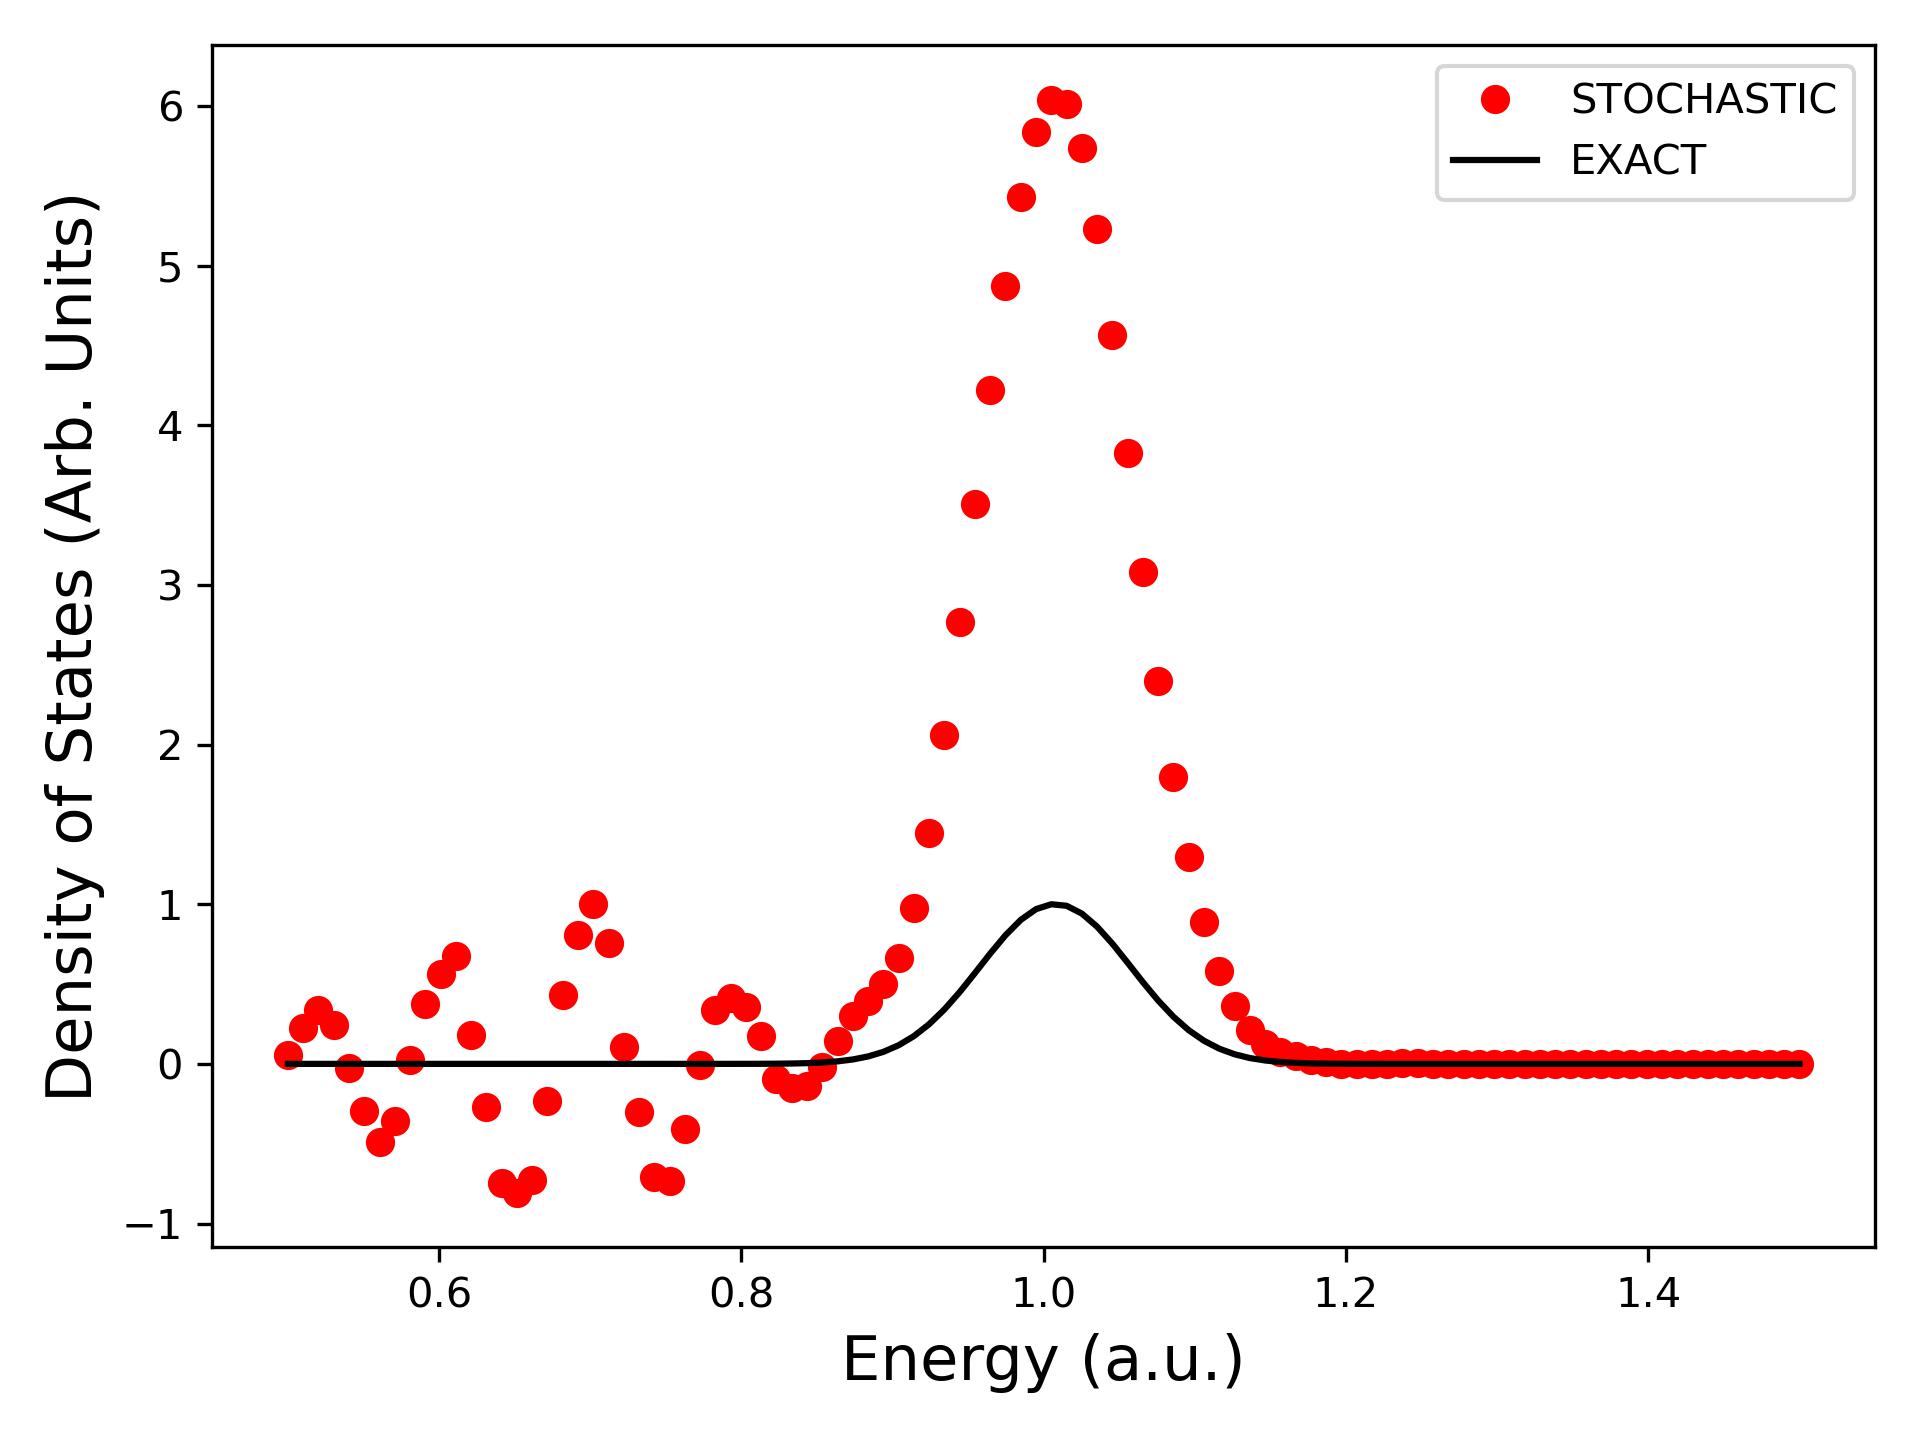 STOCHASTIC
EXACT
Density of States (Arb. Units)
6
5
4
3
2
1
0
−1
0.6 0.8 1.0 1.2 1.4
Energy (a.u.)